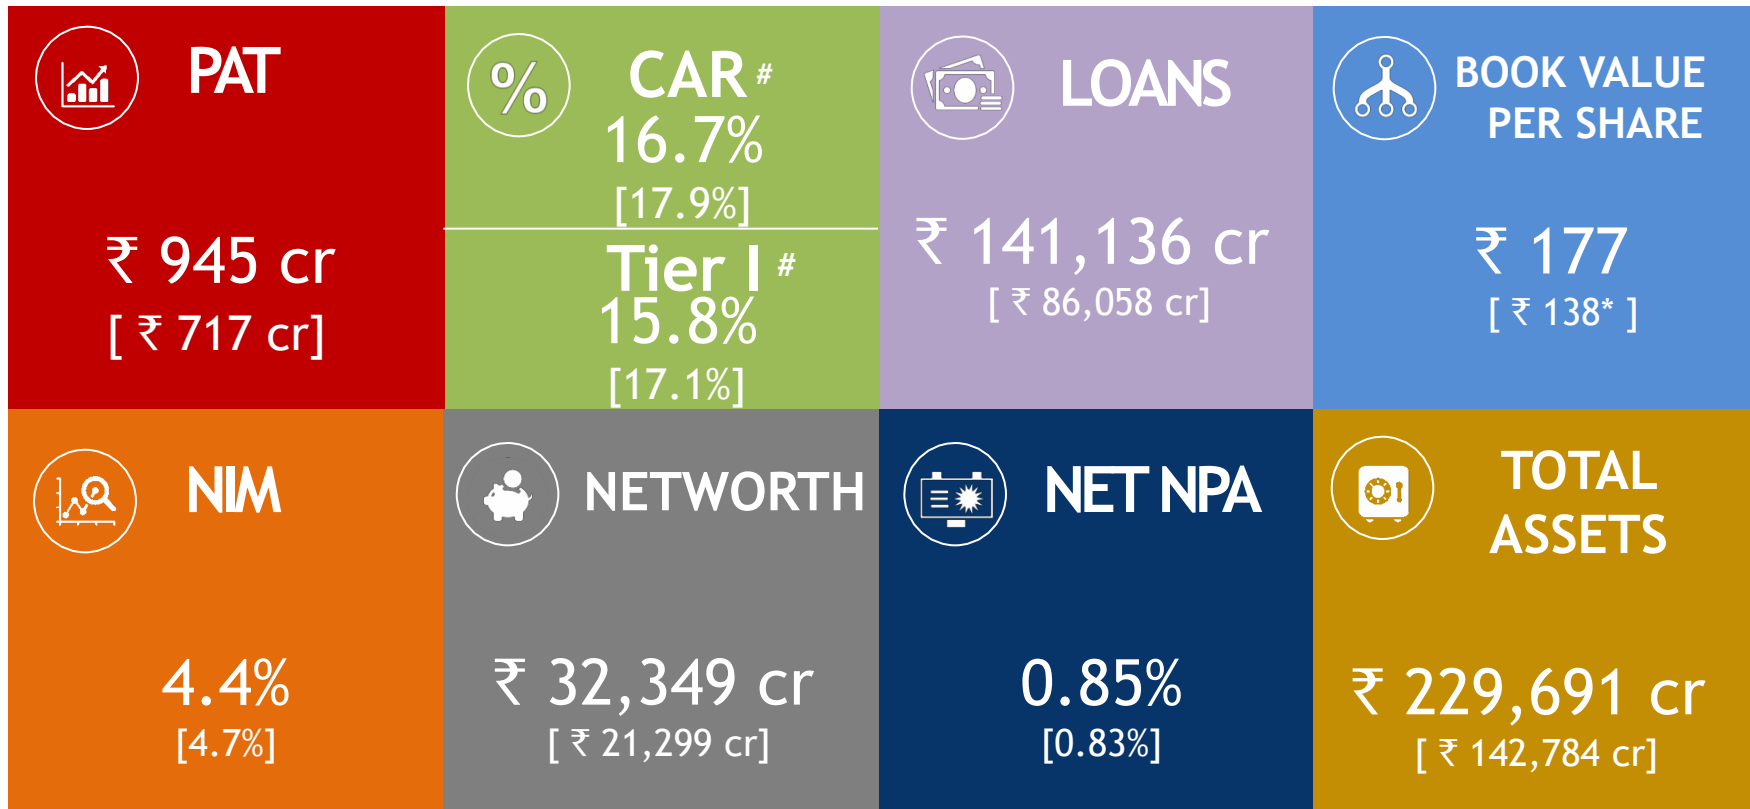 PAT
₹ 945 cr
[ ₹ 717 cr]
%
CAR #
16.7%
[17.9%]
Tier I #
15.8%
[17.1%]
LOANS
₹ 141,136 cr
[ ₹ 86,058 cr]
BOOK VALUE
PER SHARE
₹ 177
[ ₹ 138* ]
NIM
4.4%
[4.7%]
NETWORTH
₹ 32,349 cr
[ ₹ 21,299 cr]
NET NPA
0.85%
[0.83%]
TOTAL
ASSETS
₹ 229,691 cr
[ ₹ 142,784 cr]